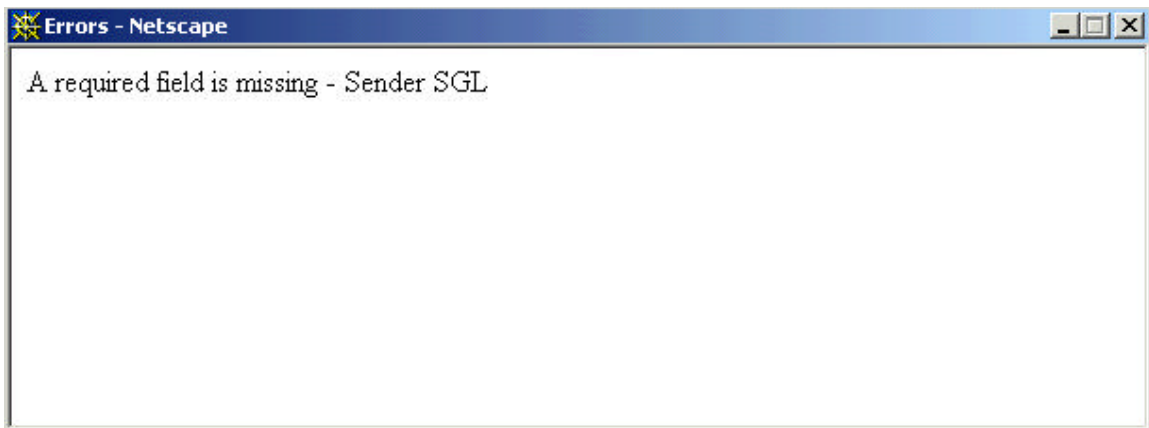 Errors - Netscape
A required field is missing - Sender SGL